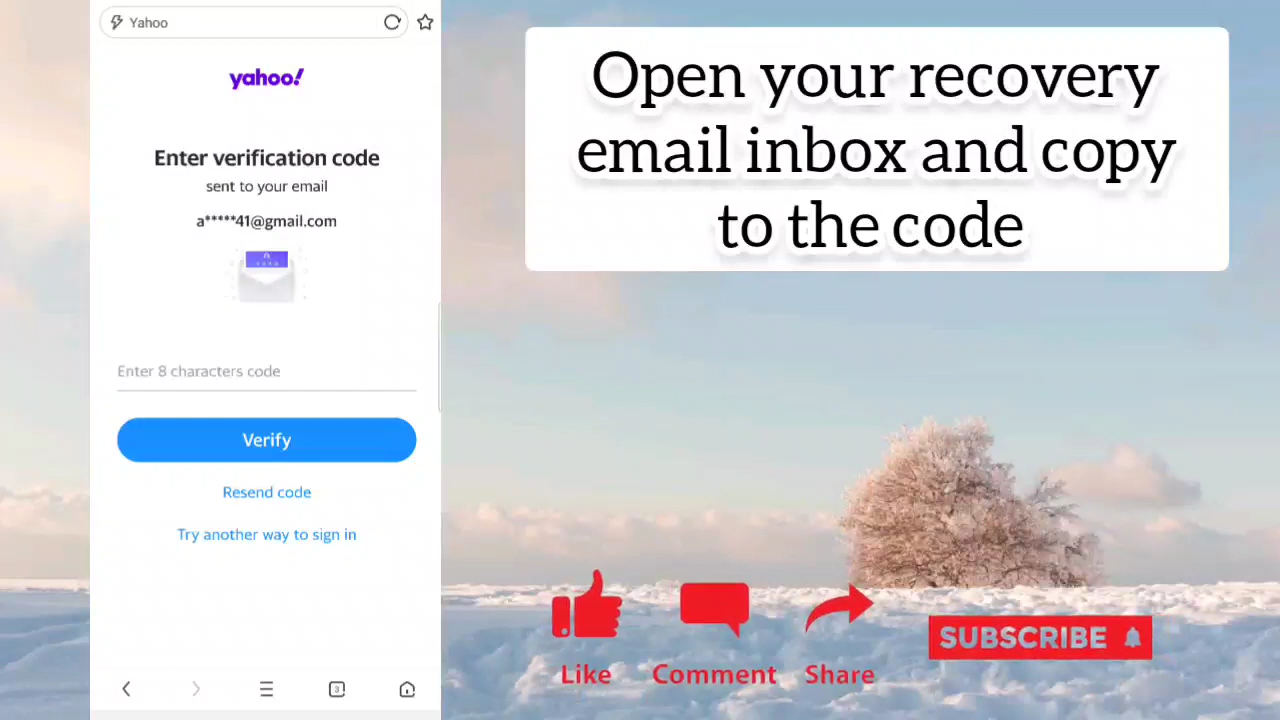 Yahoo
yahoo!
Enter verification code
sent to your email
a*****41@gmail.com
Enter 8 characters code
Verify
Resend code
Try another way to sign in
3
Open your recovery
email inbox and copy
to the code
Like
Comment
Share
SUBSCRIBE